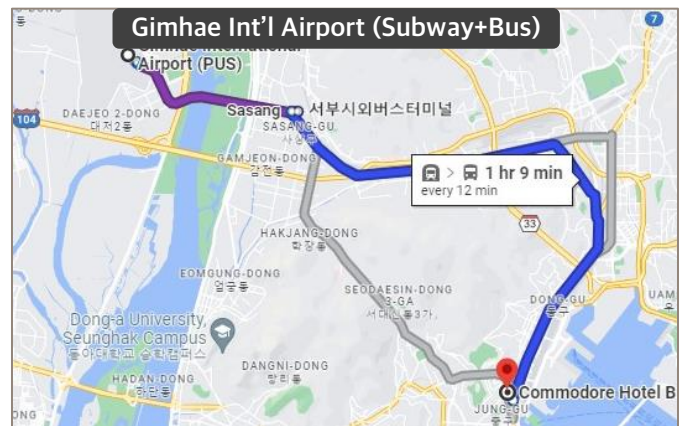 Gimhae Int'l Airport (Subway+Bus)
동
7
Gimhae International
Airport (PUS)
DAEJEO 2-DONG
대저2동
104
Sasang
서부시외버스터미널
SASANG-GU
사상구
GAMJEON-DONG
감전동
1 hr 9 min
every 12 min
33
HAKJANG-DONG
학장동
EOMGUNG-DONG
엄궁동
SEODAESIN-DONG
3-GA
서대신동3가
DONG-GU
동구
UAM
Dong-a University,
Seunghak Campus
동아대학교 승학캠퍼스
DANGNI-DONG
당리동
HADAN-DONG
하단동
Commodore Hotel B
JUNG-GU
중구
ONG